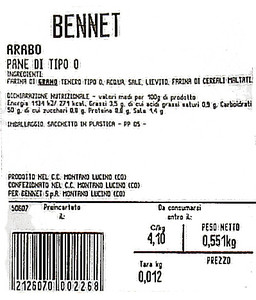 BENNET
ARABO
PANE DI TIPO 0
INGREDIENTI:
FARINA DI GRANO TENERO TIPO 0, ACQUA, SALE, LIEVITO, FARINA DI CEREALI MALTATI.
DICHIARAZIONE NUTRIZIONALE - valori medi per 100g di prodotto
Energia 1134 kJ/ 271 kcal, Grassi 3,5 g, di cui acidi grassi saturi 0,9 g, Carboidrati
50 g, di cui zuccheri 0,8 g, Proteine 8,6 g, Sale 1,4 g
IMBALLAGGIO: SACCHETTO IN PLASTICA - PP 05 -
PRODOTTO NEL C.C. MONTANO LUCINO (CO)
CONFEZIONATO NEL C.C. MONTANO LUCINO (CO)
PER BENNET S.p.A. MONTANO LUCINO (CO)
50607 Preincartato il: Da consumarsi entro il:
€/kg PESO NETTO
4,10 0,551kg
Tara kg PREZZO
0,012
2126070 002268